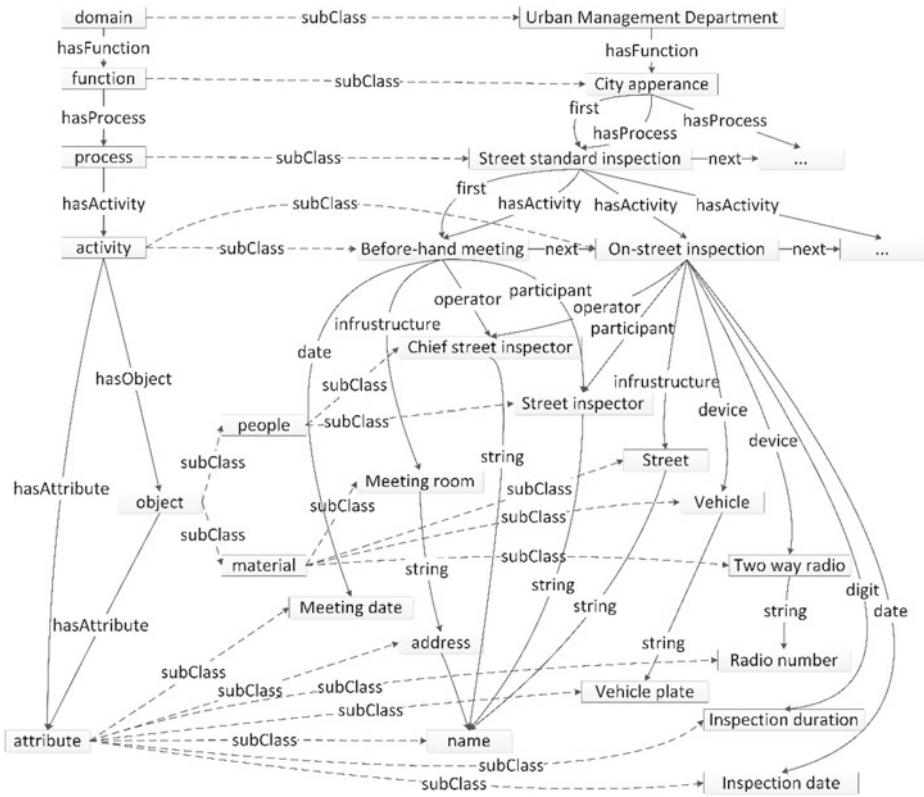 domain
subClass
Urban Management Department
hasFunction
hasFunction
function
subClass
City apperance
first
hasProcess
hasProcess
hasProcess
process
subClass
Street standard inspection
next
...
first
hasActivity
subClass
hasActivity
hasActivity
hasActivity
activity
subClass
Before-hand meeting
next
On-street inspection
next
...
participant
operator
operator
infrustructure
participant
date
Chief street inspector
hasObject
subClass
infrustructure
Street inspector
device
people
subClass
device
subClass
string
Street
hasAttribute
object
Meeting room
subClass
Vehicle
subClass
subClass
subClass
material
subClass
Two way radio
string
string
digit
Meeting date
string
string
date
hasAttribute
address
string
subClass
Radio number
subClass
subClass
Vehicle plate
subClass
Inspection duration
attribute
subClass
name
subClass
subClass
Inspection date